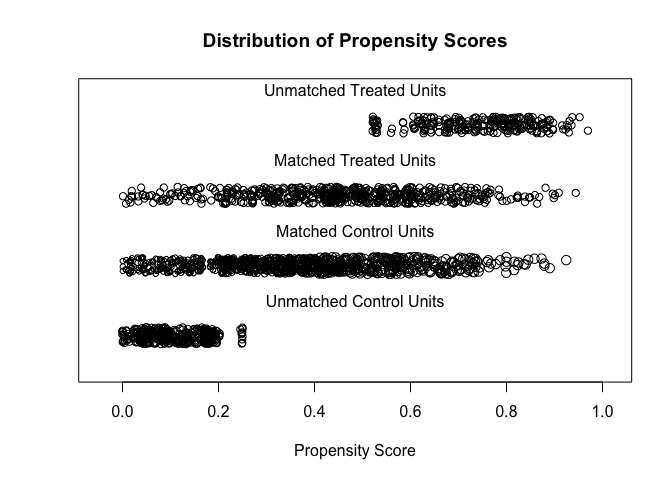 Distribution of Propensity Scores
Unmatched Treated Units
Matched Treated Units
Matched Control Units
Unmatched Control Units
0.0 0.2 0.4 0.6 0.8 1.0
Propensity Score